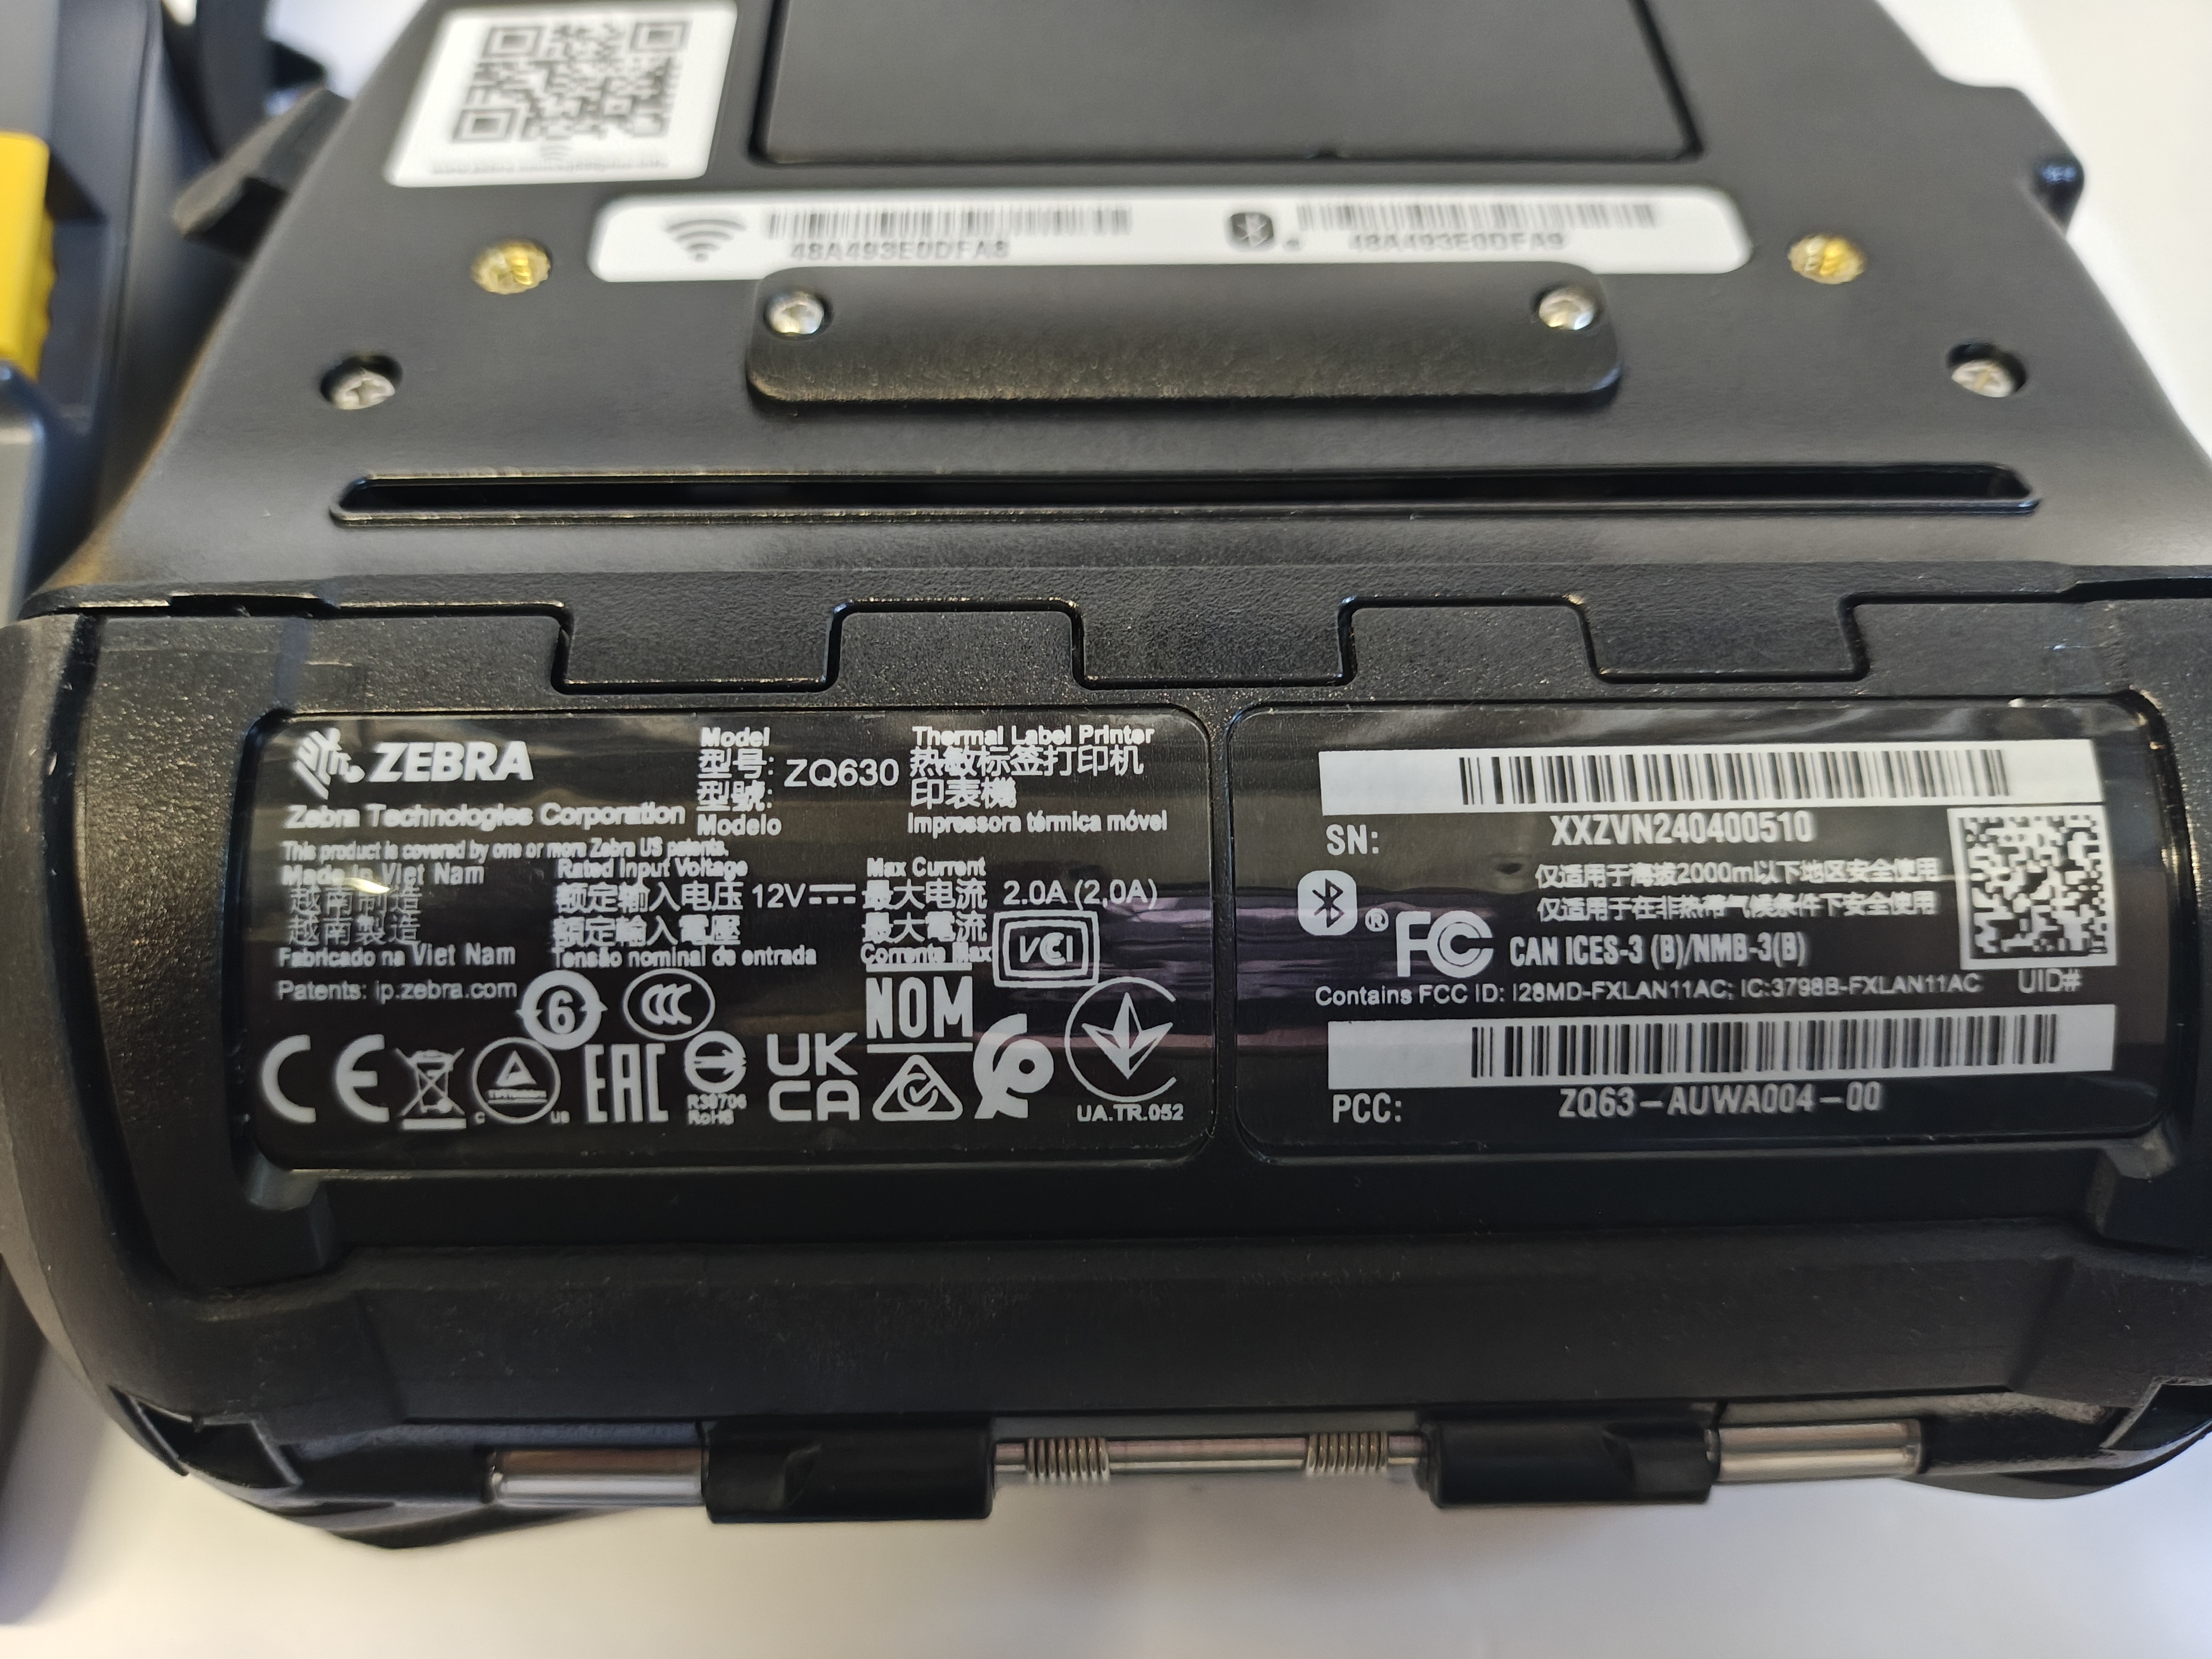 48A493E0DFA8
48A493E0DFA9
ZEBRA
Zebra Technologies Corporation
This product is covered by one or more Zebra US patents.
Model
型号:
型號:
Modelo
ZQ630
Thermal Label Printer
热敏标签打印机
印表機
Impressora térmica móvel
Made in Viet Nam
越南制造
越南製造
Fabricado na Viet Nam
Rated Input Voltage
额定输入电压 12V
額定輸入電壓
Tensão nominal de entrada
Max Current
最大电流 2.0A (2,0A)
最大電流
Corrente Max
Patents: ip.zebra.com
6
CCC
NOM
VCI
CE
C
US
EAC
R38706
RoHS
UK
CA
UA.TR.052
SN:
XXZVN240400510
仅适用于海拔2000m以下地区安全使用
仅适用于在非热带气候条件下安全使用
®
FC
CAN ICES-3 (B)/NMB-3(B)
Contains FCC ID: I28MD-FXLAN11AC; IC:3798B-FXLAN11AC
UID#
PCC:
ZQ63-AUWA004-00